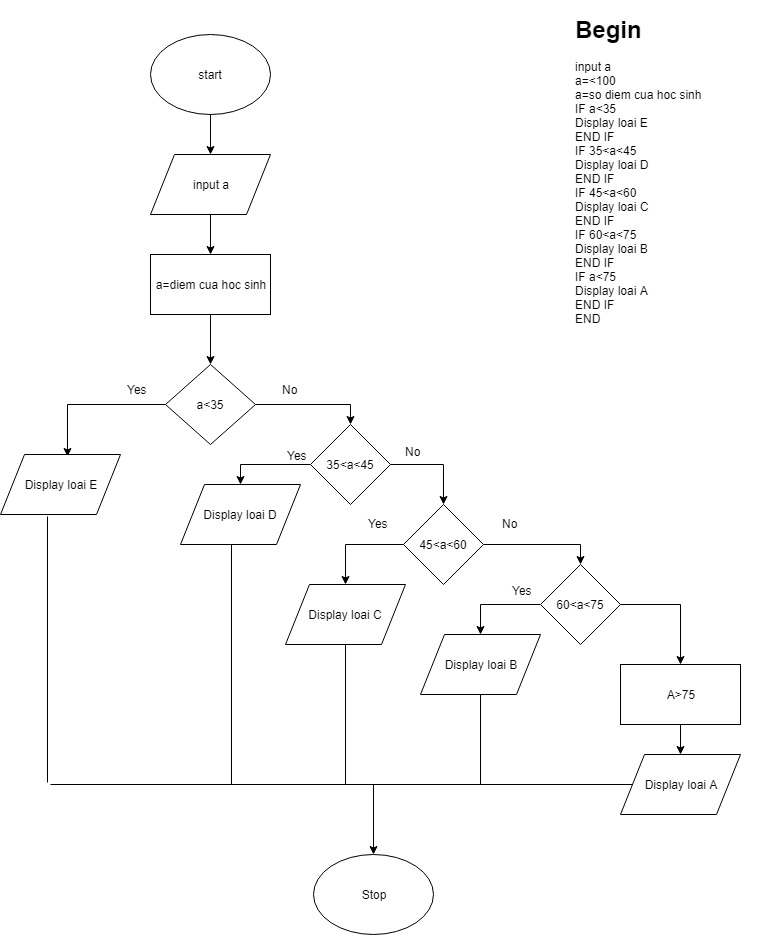 Begin
input a
a=<100
a=so diem cua hoc sinh
IF a<35
Display loai E
END IF
IF 35<a<45
Display loai D
END IF
IF 45<a<60
Display loai C
END IF
IF 60<a<75
Display loai B
END IF
IF a<75
Display loai A
END IF
END
start
input a
a=diem cua hoc sinh
Yes
a<35
No
Display loai E
Yes
35<a<45
No
Display loai D
Yes
45<a<60
No
Display loai C
Yes
60<a<75
Display loai B
A>75
Display loai A
Stop